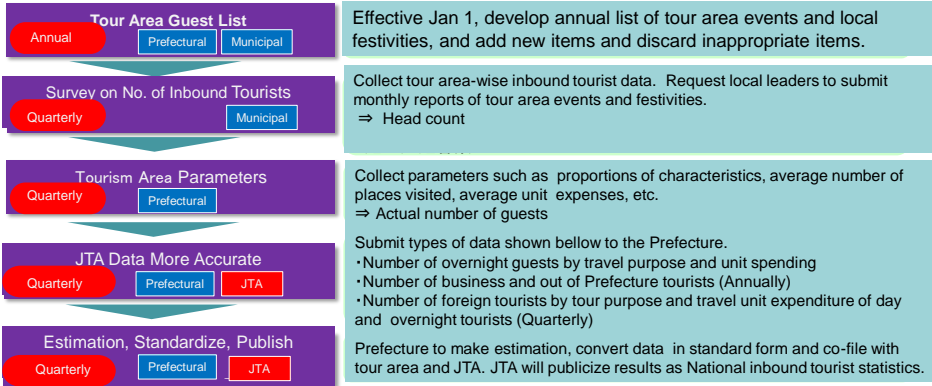 Tour Area Guest List
Annual
Prefectural
Municipal
Effective Jan 1, develop annual list of tour area events and local
festivities, and add new items and discard inappropriate items.
Survey on No. of Inbound Tourists
Quarterly
Municipal
Collect tour area-wise inbound tourist data. Request local leaders to submit
monthly reports of tour area events and festivities.
⇒ Head count
Tourism Area Parameters
Quarterly
Prefectural
Collect parameters such as proportions of characteristics, average number of
places visited, average unit expenses, etc.
⇒ Actual number of guests
JTA Data More Accurate
Quarterly
Prefectural
JTA
Submit types of data shown bellow to the Prefecture.
・Number of overnight guests by travel purpose and unit spending
・Number of business and out of Prefecture tourists (Annually)
・Number of foreign tourists by tour purpose and travel unit expenditure of day
and overnight tourists (Quarterly)
Estimation, Standardize, Publish
Quarterly
Prefectural
JTA
Prefecture to make estimation, convert data in standard form and co-file with
tour area and JTA. JTA will publicize results as National inbound tourist statistics.